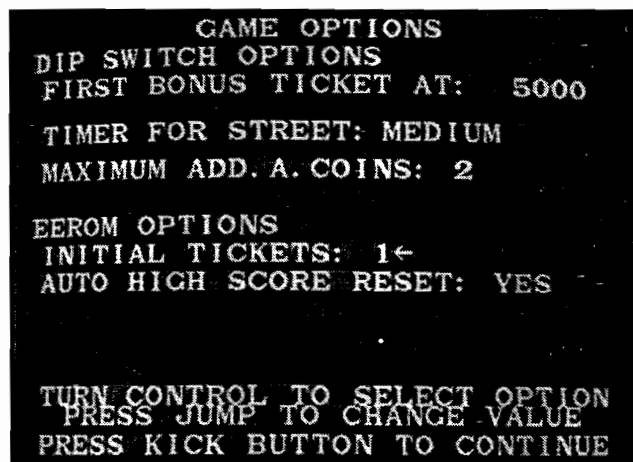 GAME OPTIONS
DIP SWITCH OPTIONS
FIRST BONUS TICKET AT: 5000
TIMER FOR STREET: MEDIUM
MAXIMUM ADD.A.COINS: 2
EEROM OPTIONS
INITIAL TICKETS: 1←
AUTO HIGH SCORE RESET: YES
TURN CONTROL TO SELECT OPTION
PRESS JUMP TO CHANGE VALUE
PRESS KICK BUTTON TO CONTINUE